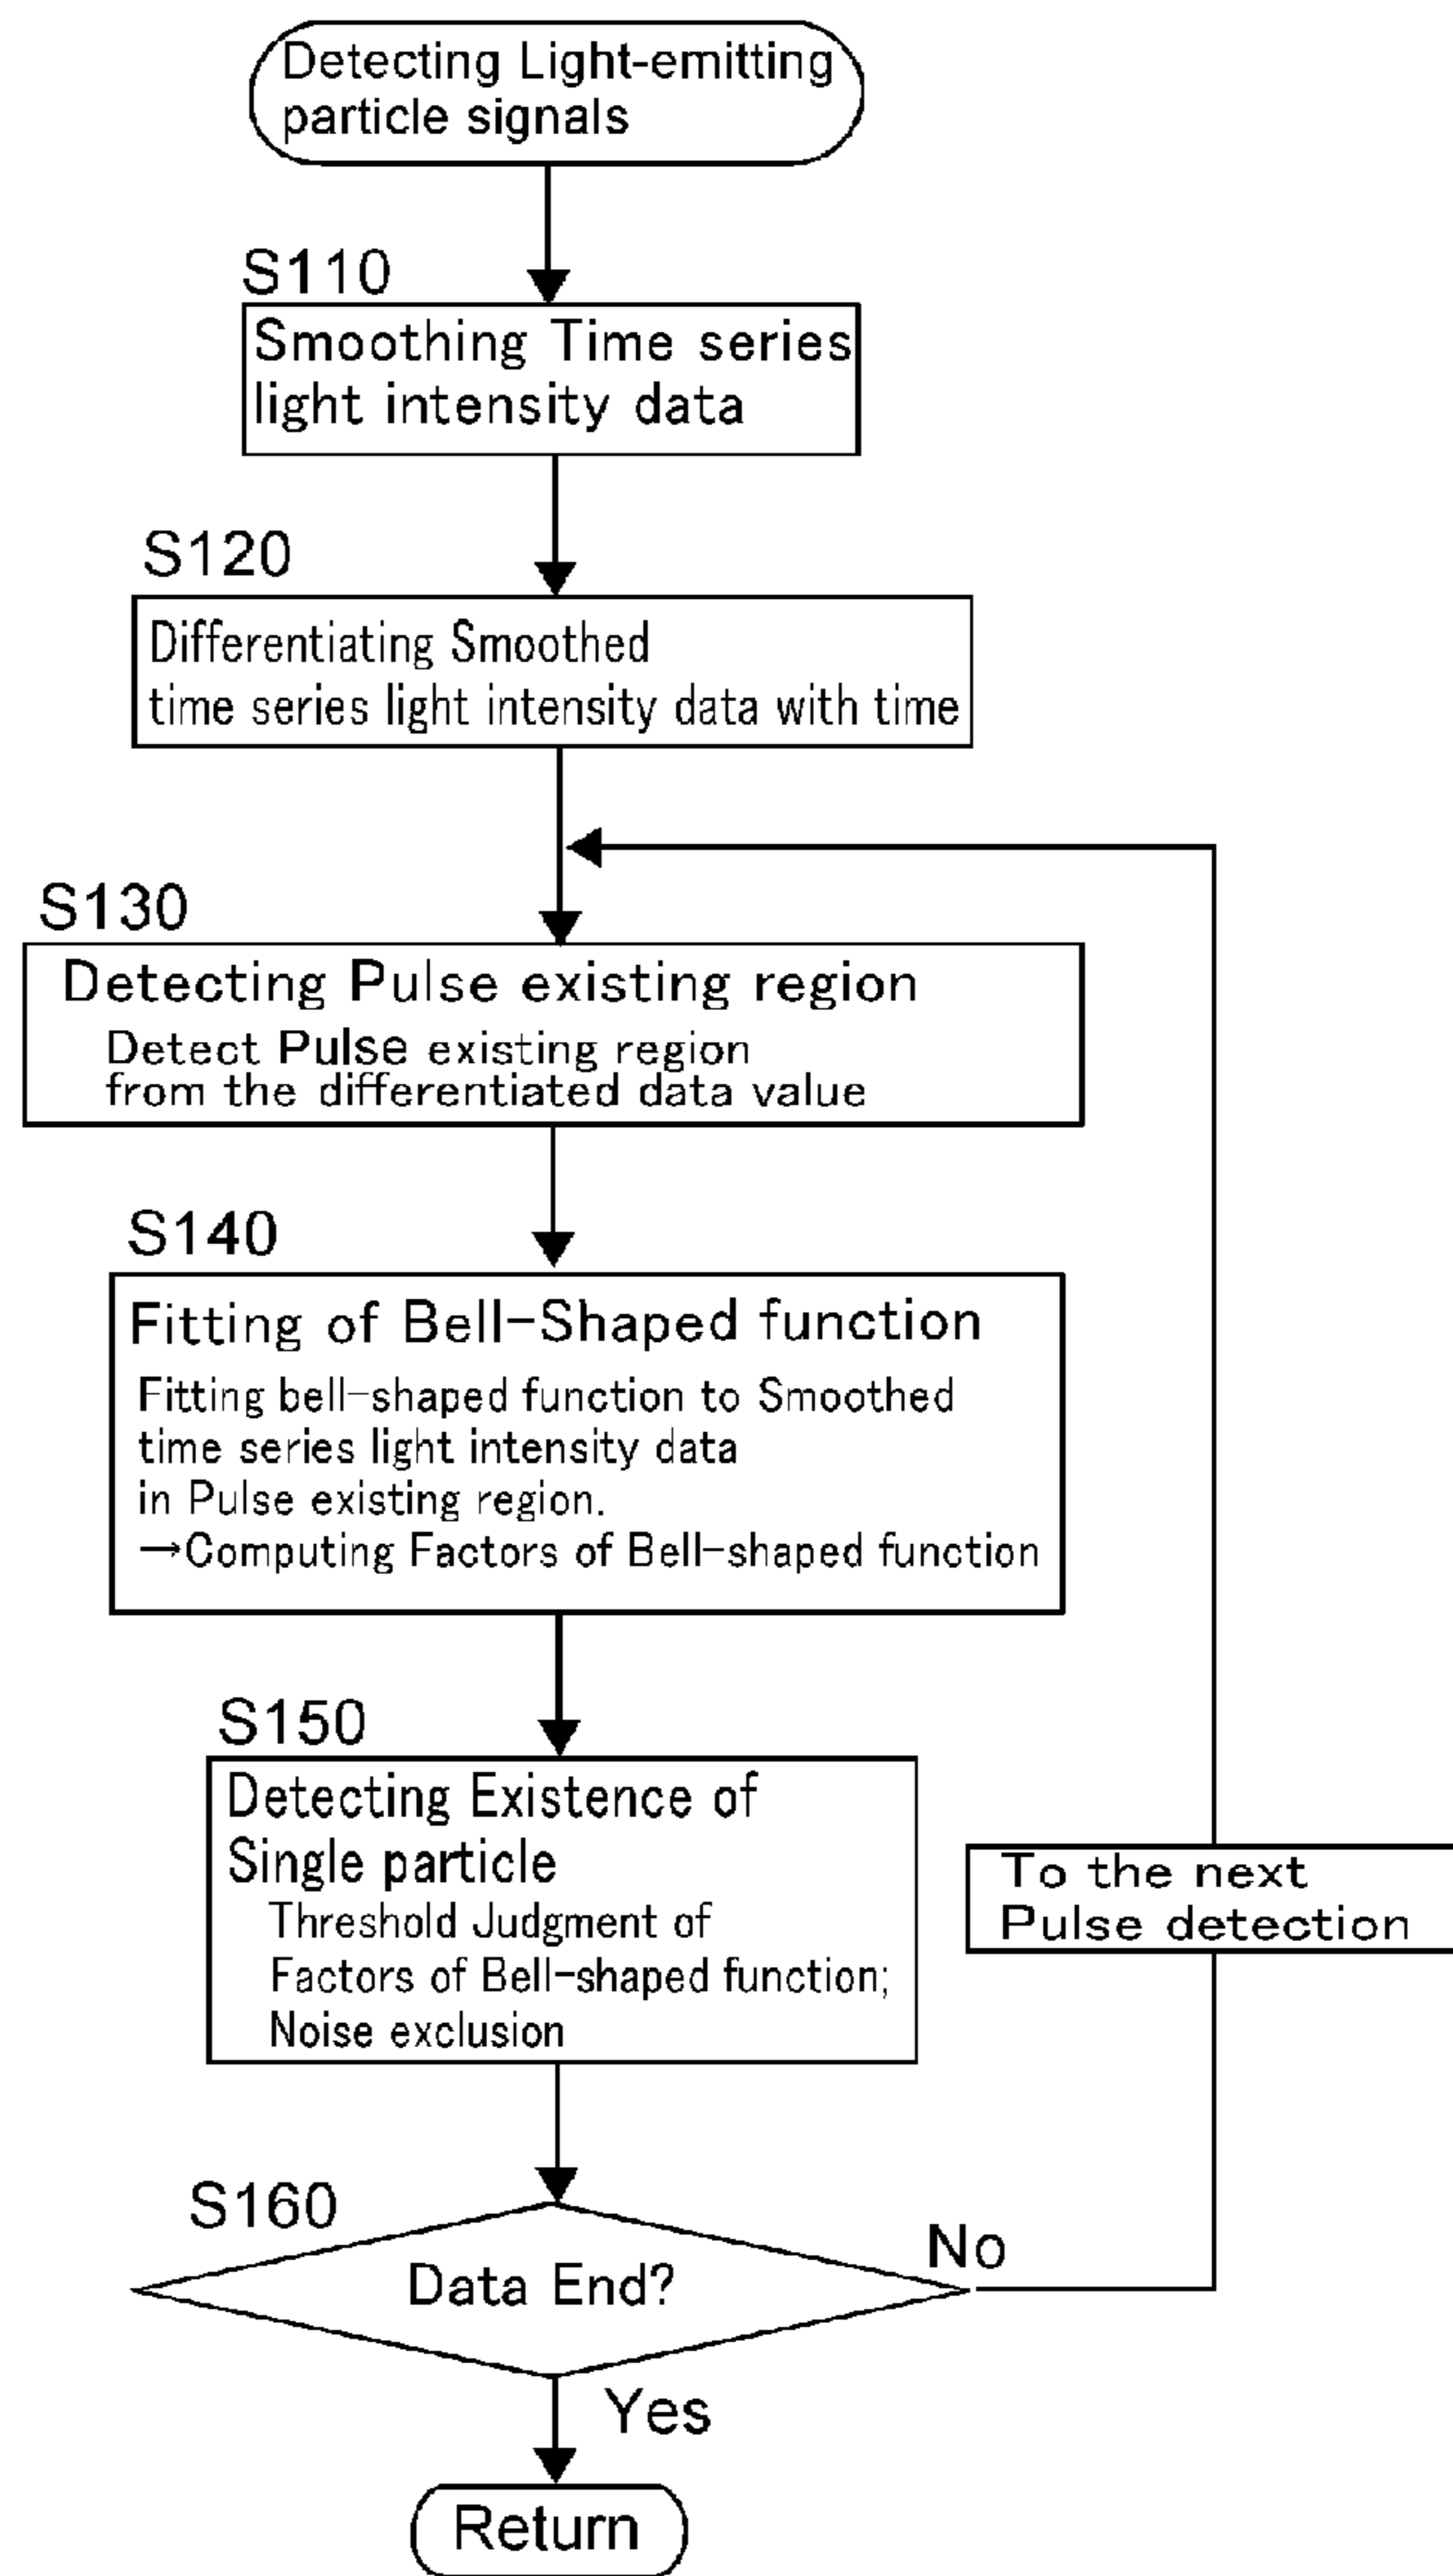 Detecting Light-emitting
particle signals
S110
Smoothing Time series
light intensity data
S120
Differentiating Smoothed
time series light intensity data with time
S130
Detecting Pulse existing region
Detect Pulse existing region
from the differentiated data value
S140
Fitting of Bell-Shaped function
Fitting bell-shaped function to Smoothed
time series light intensity data
in Pulse existing region.
→Computing Factors of Bell-shaped function
S150
Detecting Existence of
Single particle
Threshold Judgment of
Factors of Bell-shaped function;
Noise exclusion
To the next
Pulse detection
S160
Data End?
No
Yes
Return